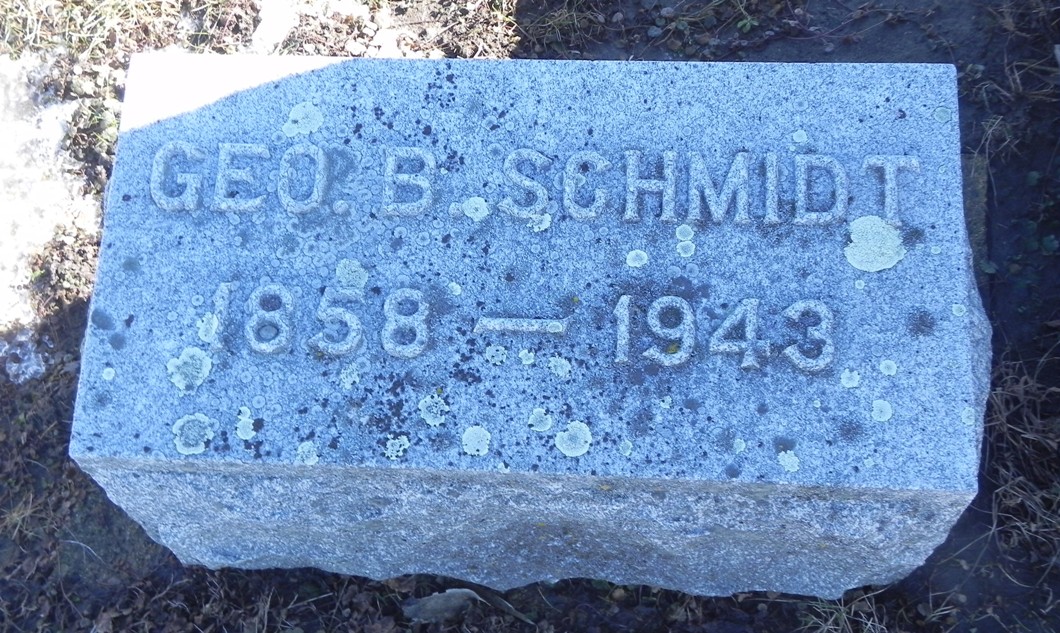 GEO. B. SCHMIDT
1858 — 1943